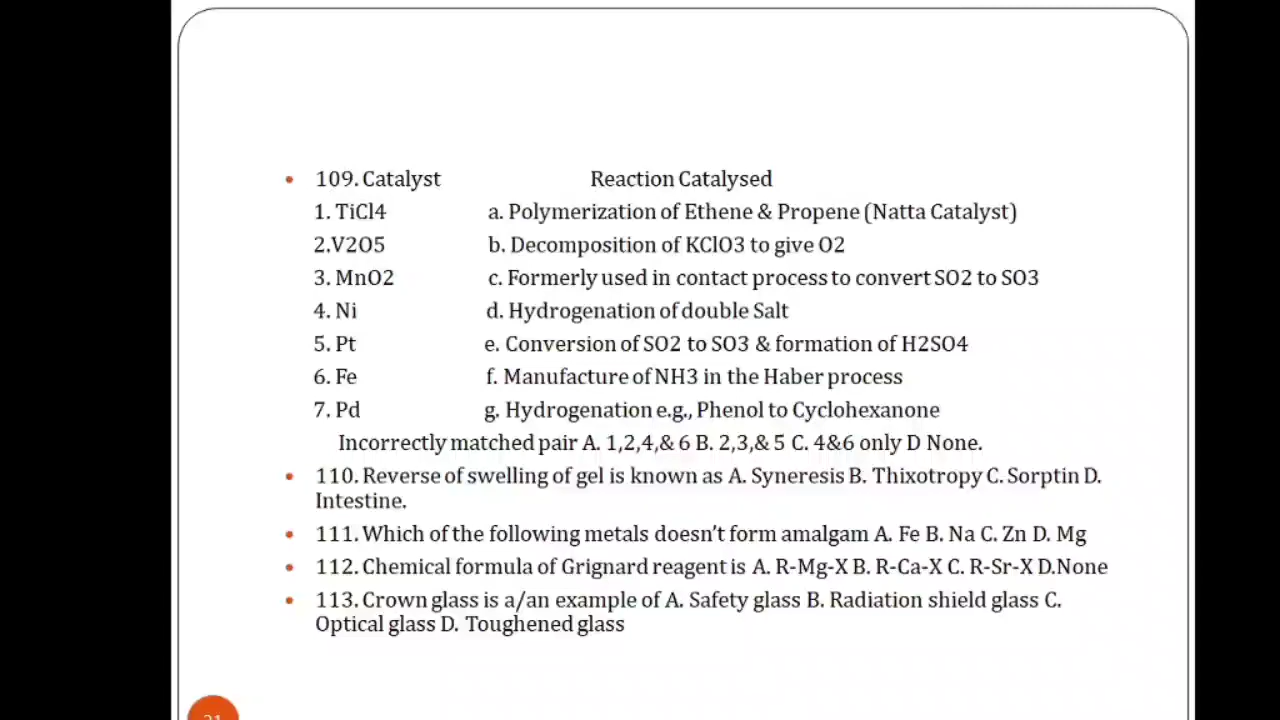 109. Catalyst Reaction Catalysed
1. TiCl4 a. Polymerization of Ethene & Propene (Natta Catalyst)
2.V2O5 b. Decomposition of KClO3 to give O2
3. MnO2 c. Formerly used in contact process to convert SO2 to SO3
4. Ni d. Hydrogenation of double Salt
5. Pt e. Conversion of SO2 to SO3 & formation of H2SO4
6. Fe f. Manufacture of NH3 in the Haber process
7. Pd g. Hydrogenation e.g., Phenol to Cyclohexanone
Incorrectly matched pair A. 1,2,4,& 6 B. 2,3,& 5 C. 4&6 only D None.
110. Reverse of swelling of gel is known as A. Syneresis B. Thixotropy C. Sorptin D.
Intestine.
111. Which of the following metals doesn’t form amalgam A. Fe B. Na C. Zn D. Mg
112. Chemical formula of Grignard reagent is A. R-Mg-X B. R-Ca-X C. R-Sr-X D.None
113. Crown glass is a/an example of A. Safety glass B. Radiation shield glass C.
Optical glass D. Toughened glass